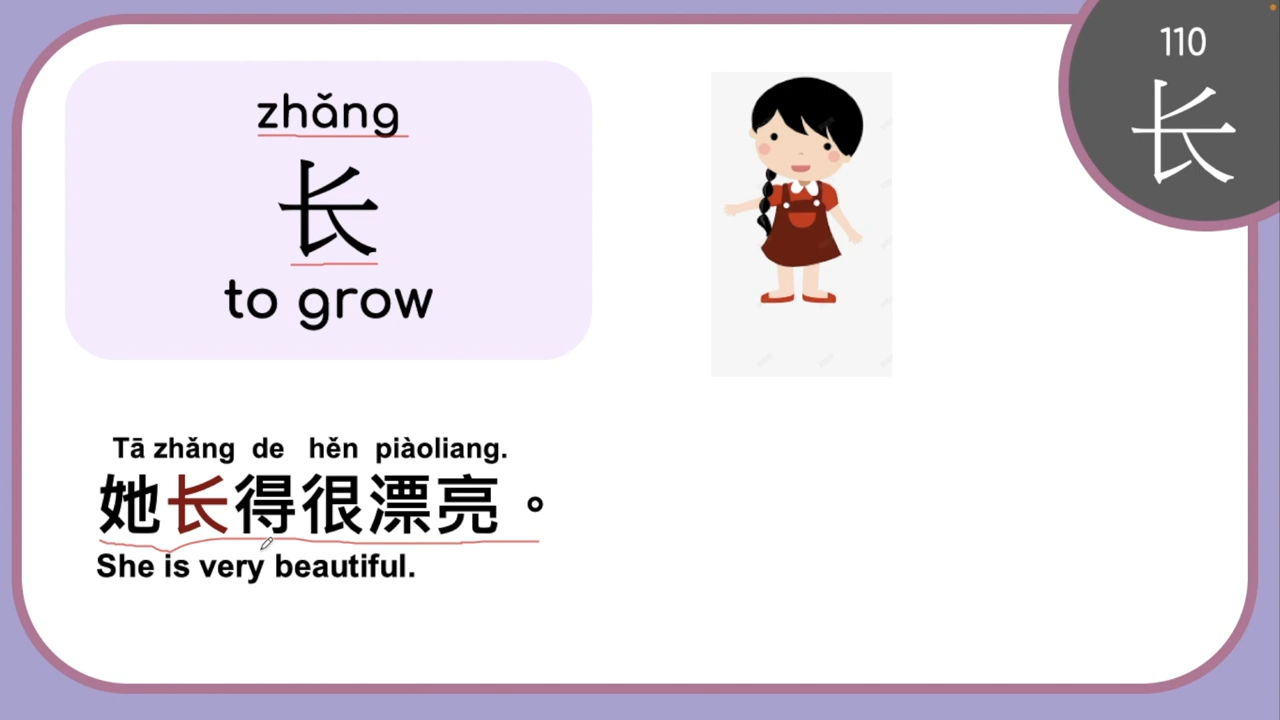 zhǎng
长
to grow
110
长
Tā zhǎng de hěn piàoliang.
她长得很漂亮。
She is very beautiful.